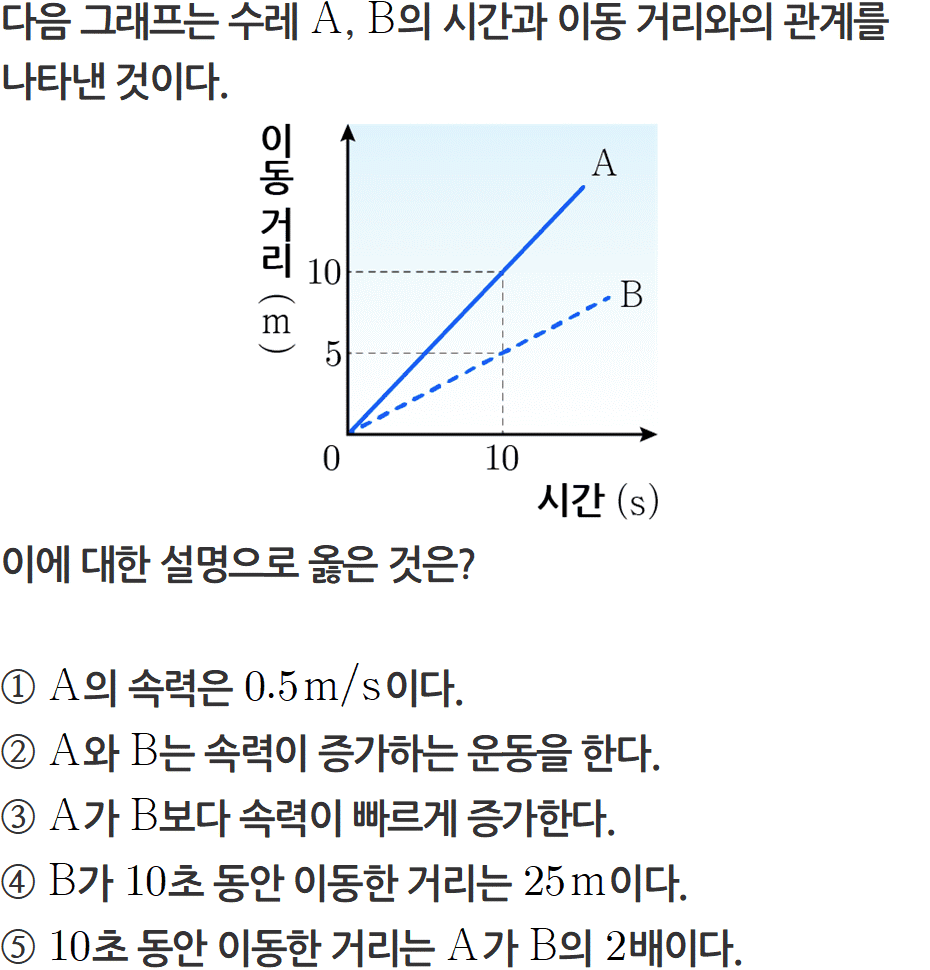 다음 그래프는 수레 A, B의 시간과 이동 거리와의 관계를
나타낸 것이다.
이동 거리 (m)
A
10
B
5
0
10
시간 (s)
이에 대한 설명으로 옳은 것은?
① A의 속력은 0.5m/s이다.
② A와 B는 속력이 증가하는 운동을 한다.
③ A가 B보다 속력이 빠르게 증가한다.
④ B가 10초 동안 이동한 거리는 25m이다.
⑤ 10초 동안 이동한 거리는 A가 B의 2배이다.